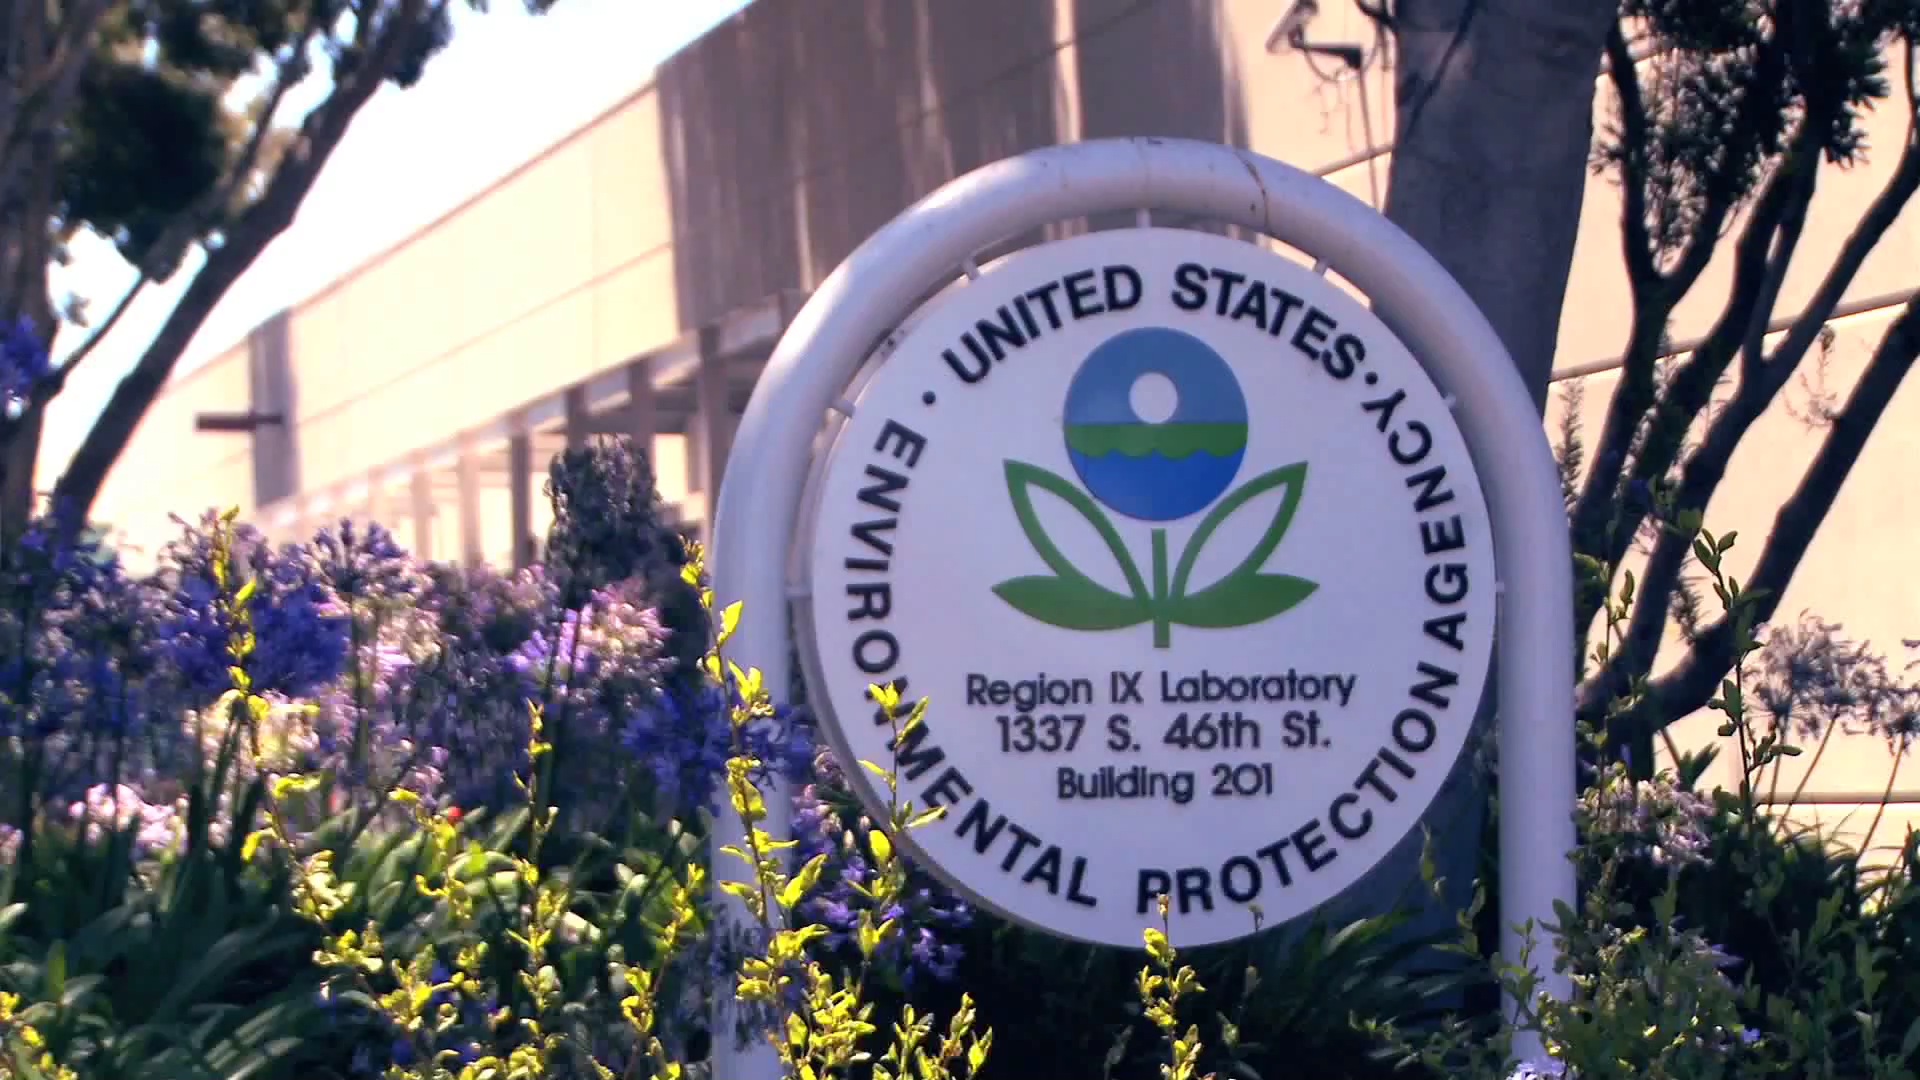 UNITED STATES • ENVIRONMENTAL PROTECTION AGENCY •
Region IX Laboratory
1337 S. 46th St.
Building 201